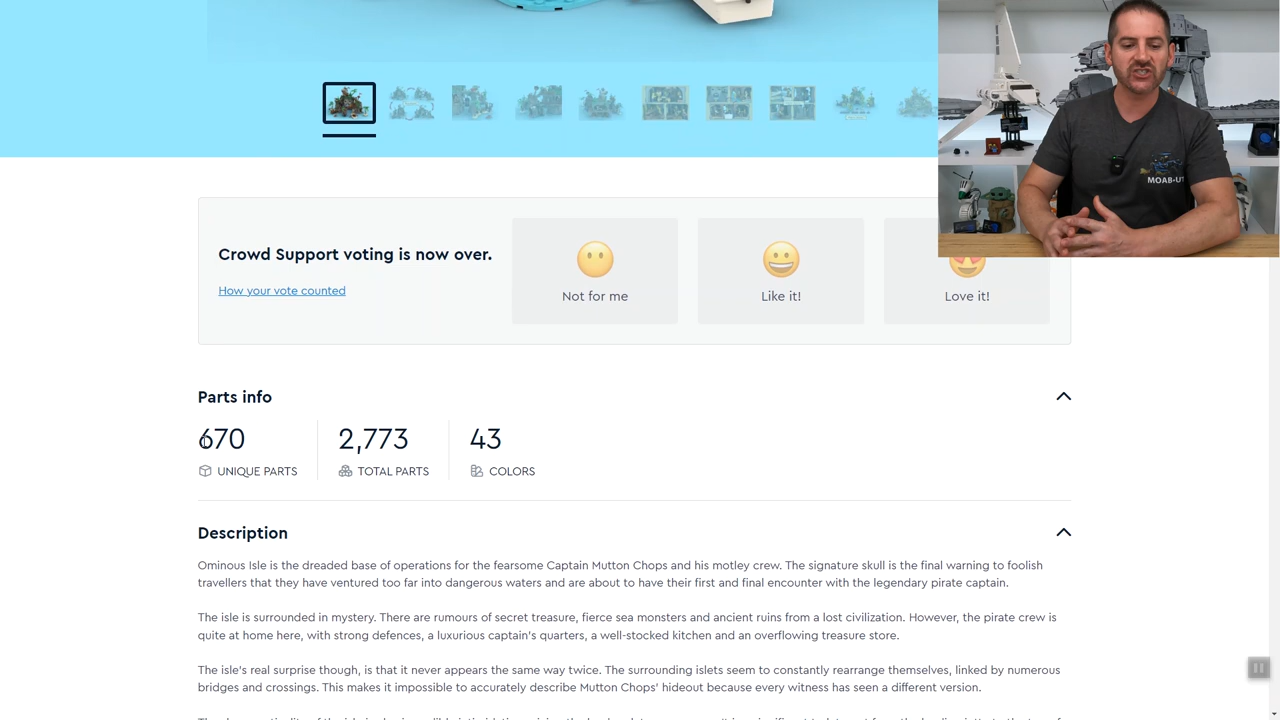 MOAB-UT
Crowd Support voting is now over.
How your vote counted
Not for me
Like it!
Love it!
Parts info
670
2,773
43
UNIQUE PARTS
TOTAL PARTS
COLORS
Description
Ominous Isle is the dreaded base of operations for the fearsome Captain Mutton Chops and his motley crew. The signature skull is the final warning to foolish
travellers that they have ventured too far into dangerous waters and are about to have their first and final encounter with the legendary pirate captain.
The isle is surrounded in mystery. There are rumours of secret treasure, fierce sea monsters and ancient ruins from a lost civilization. However, the pirate crew is
quite at home here, with strong defences, a luxurious captain's quarters, a well-stocked kitchen and an overflowing treasure store.
The isle's real surprise though, is that it never appears the same way twice. The surrounding islets seem to constantly rearrange themselves, linked by numerous
bridges and crossings. This makes it impossible to accurately describe Mutton Chops' hideout because every witness has seen a different version.